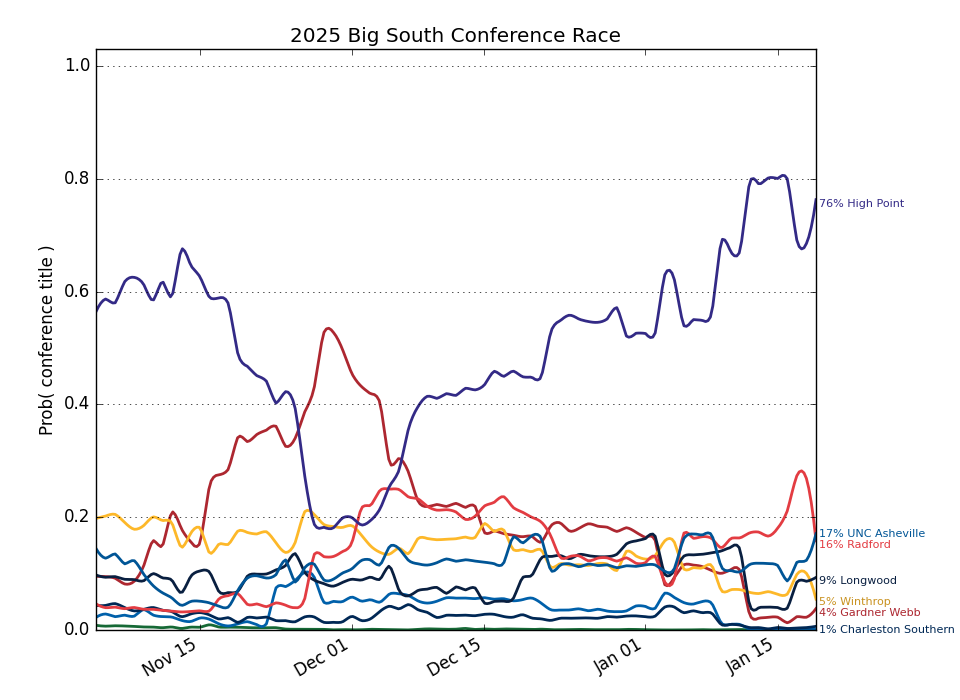 2025 Big South Conference Race
Prob( conference title )
1.0
0.8
0.6
0.4
0.2
0.0
Nov 15
Dec 01
Dec 15
Jan 01
Jan 15
76% High Point
17% UNC Asheville
16% Radford
9% Longwood
5% Winthrop
4% Gardner Webb
1% Charleston Southern